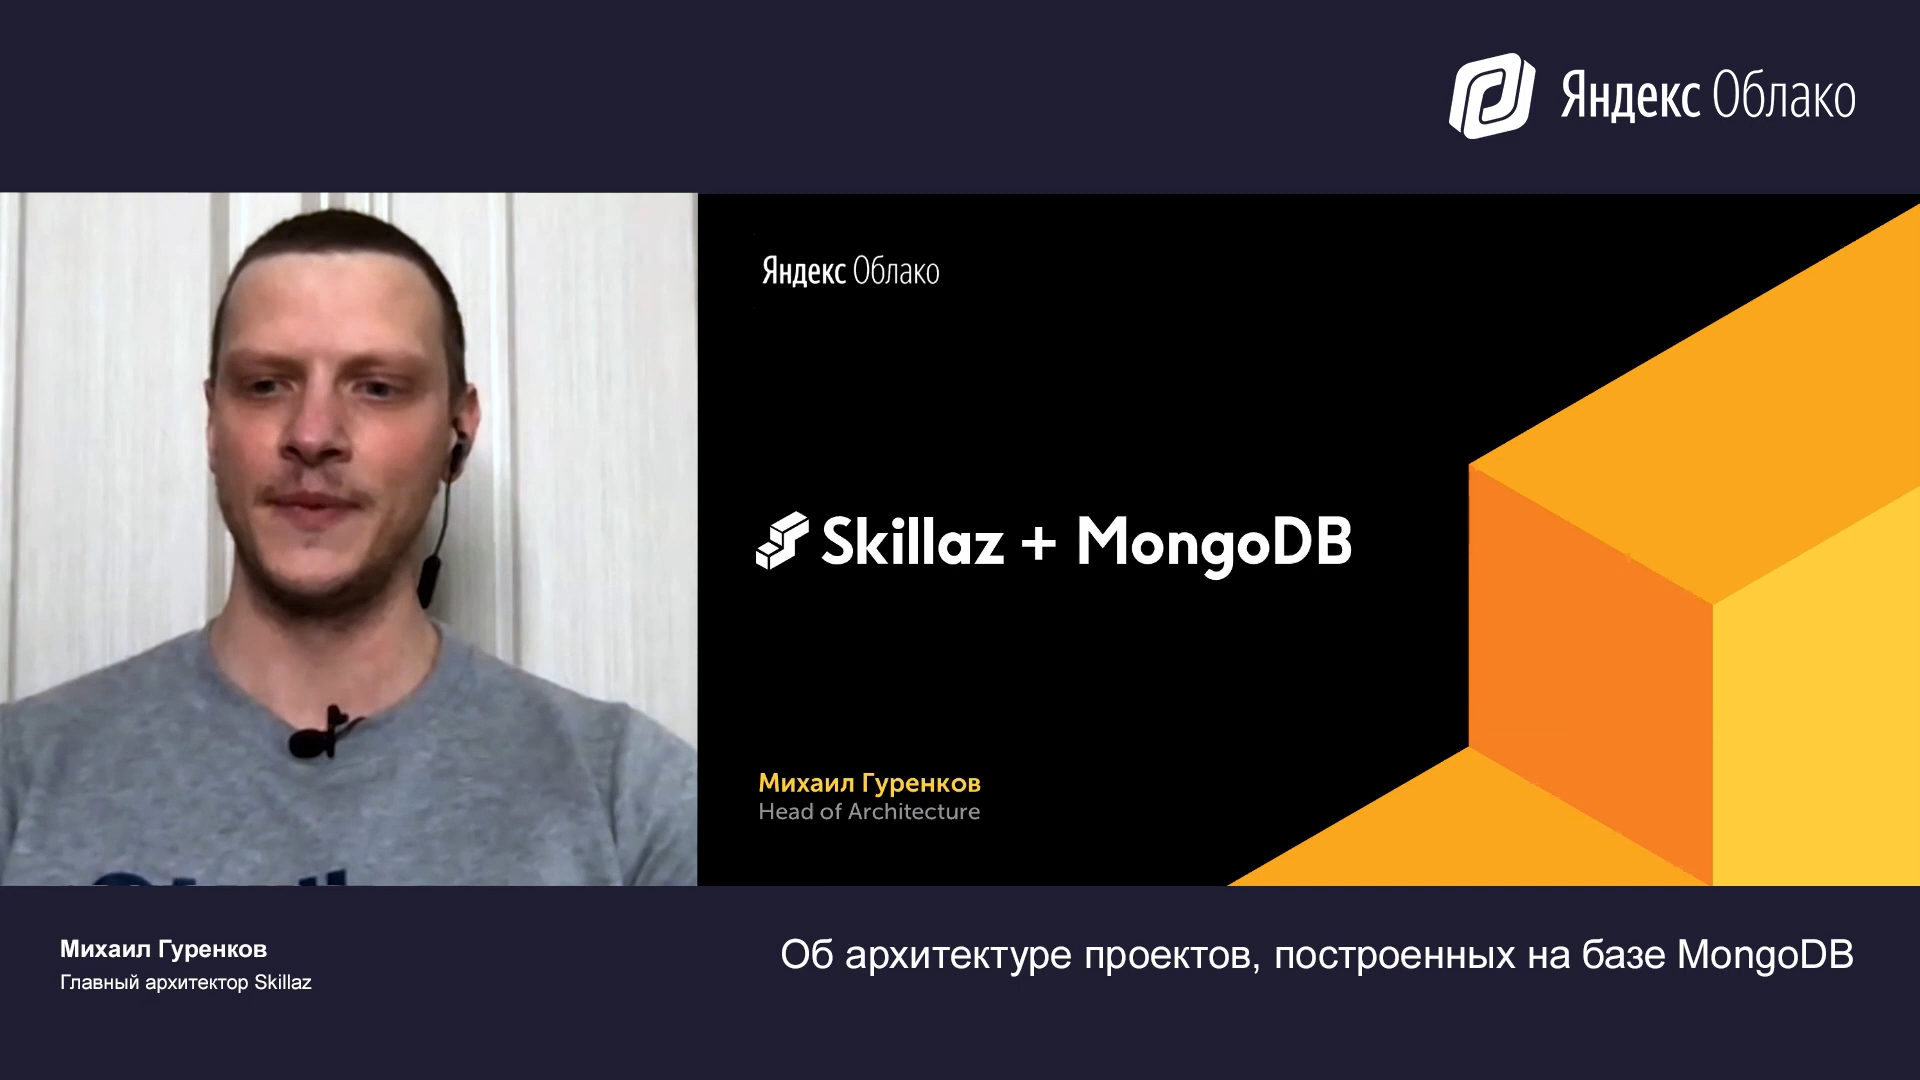 Яндекс Облако
Яндекс Облако
Skillaz + MongoDB
Михаил Гуренков
Head of Architecture
Михаил Гуренков
Главный архитектор Skillaz
Об архитектуре проектов, построенных на базе MongoDB